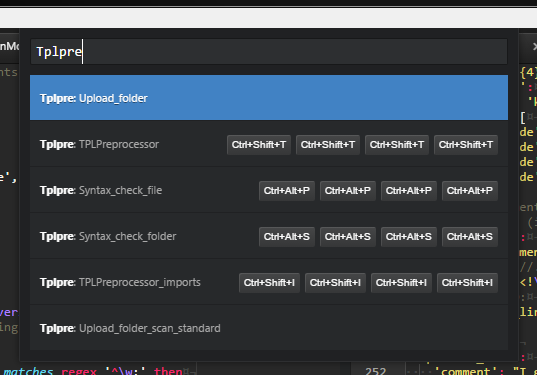 Tplpre
Tplpre: Upload_folder
Tplpre: TPLPreprocessor Ctrl+Shift+T Ctrl+Shift+T Ctrl+Shift+T Ctrl+Shift+T
Tplpre: Syntax_check_file Ctrl+Alt+P Ctrl+Alt+P Ctrl+Alt+P Ctrl+Alt+P
Tplpre: Syntax_check_folder Ctrl+Alt+S Ctrl+Alt+S Ctrl+Alt+S Ctrl+Alt+S
Tplpre: TPLPreprocessor_imports Ctrl+Shift+I Ctrl+Shift+I Ctrl+Shift+I Ctrl+Shift+I
Tplpre: Upload_folder_scan_standard
matches regex '^\w:' then 252 'comment': "I